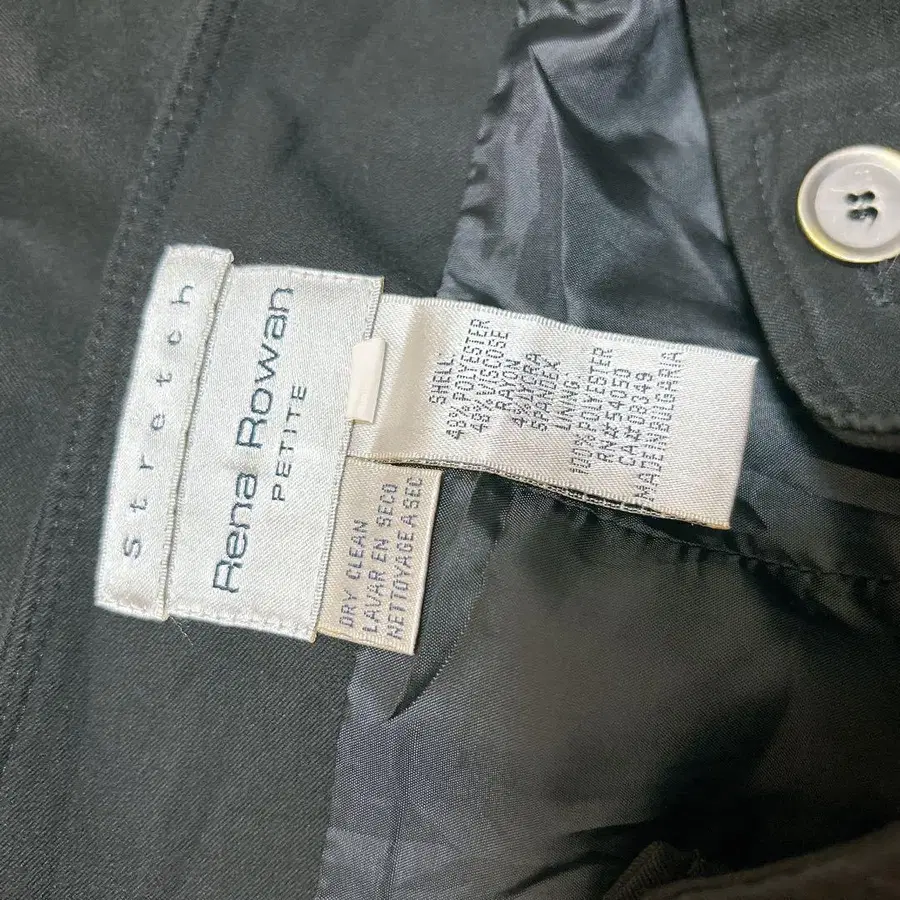 Stretch
Rena Rowan
PETITE
SHELL:
48% POLYESTER
48% VISCOSE
RAYON
4% LYCRA
SPANDEX
LINING:
100% POLYESTER
RN# 54050
CA# 08349
MADE IN BLGARA
DRY CLEAN
LAVAR EN SECO
NETTOYAGE A SEC